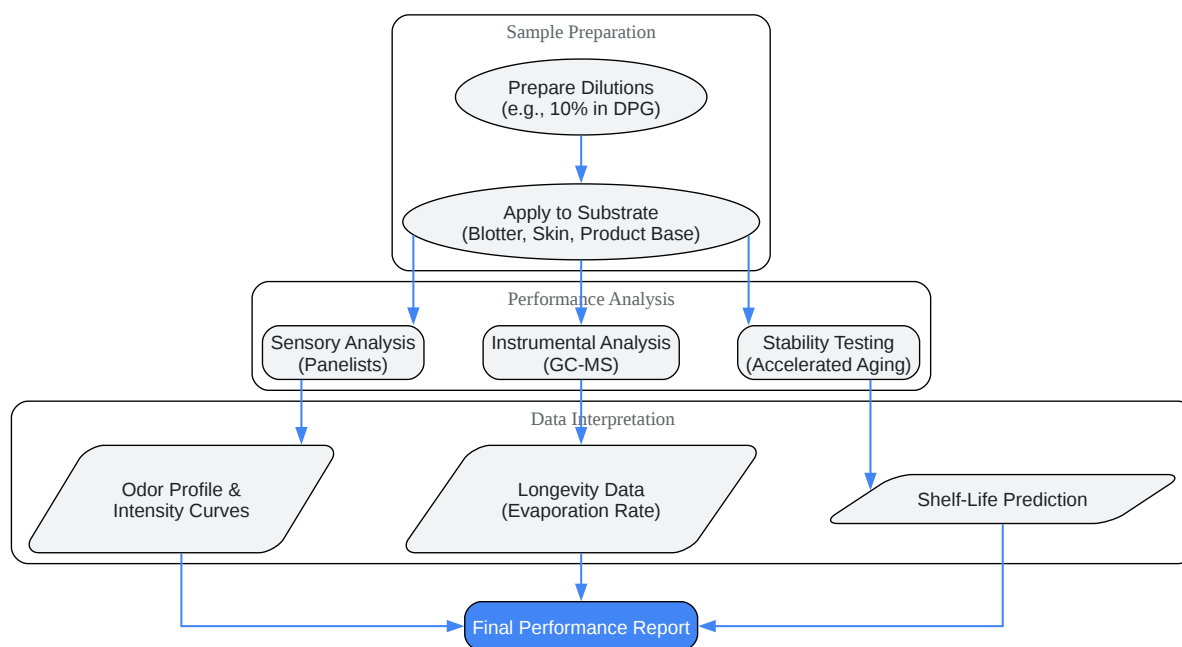 Sample Preparation
Prepare Dilutions
(e.g., 10% in DPG)
Apply to Substrate
(Blotter, Skin, Product Base)
Performance Analysis
Sensory Analysis
(Panelists)
Instrumental Analysis
(GC-MS)
Stability Testing
(Accelerated Aging)
Data Interpretation
Odor Profile &
Intensity Curves
Longevity Data
(Evaporation Rate)
Shelf-Life Prediction
Final Performance Report